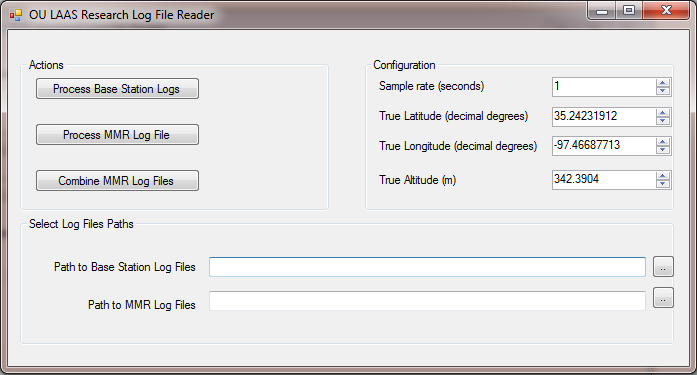 OU LAAS Research Log File Reader
Actions
Process Base Station Logs
Process MMR Log File
Combine MMR Log Files
Configuration
Sample rate (seconds) 1
True Latitude (decimal degrees) 35.24231912
True Longitude (decimal degrees) -97.46687713
True Altitude (m) 342.3904
Select Log Files Paths
Path to Base Station Log Files ..
Path to MMR Log Files ..